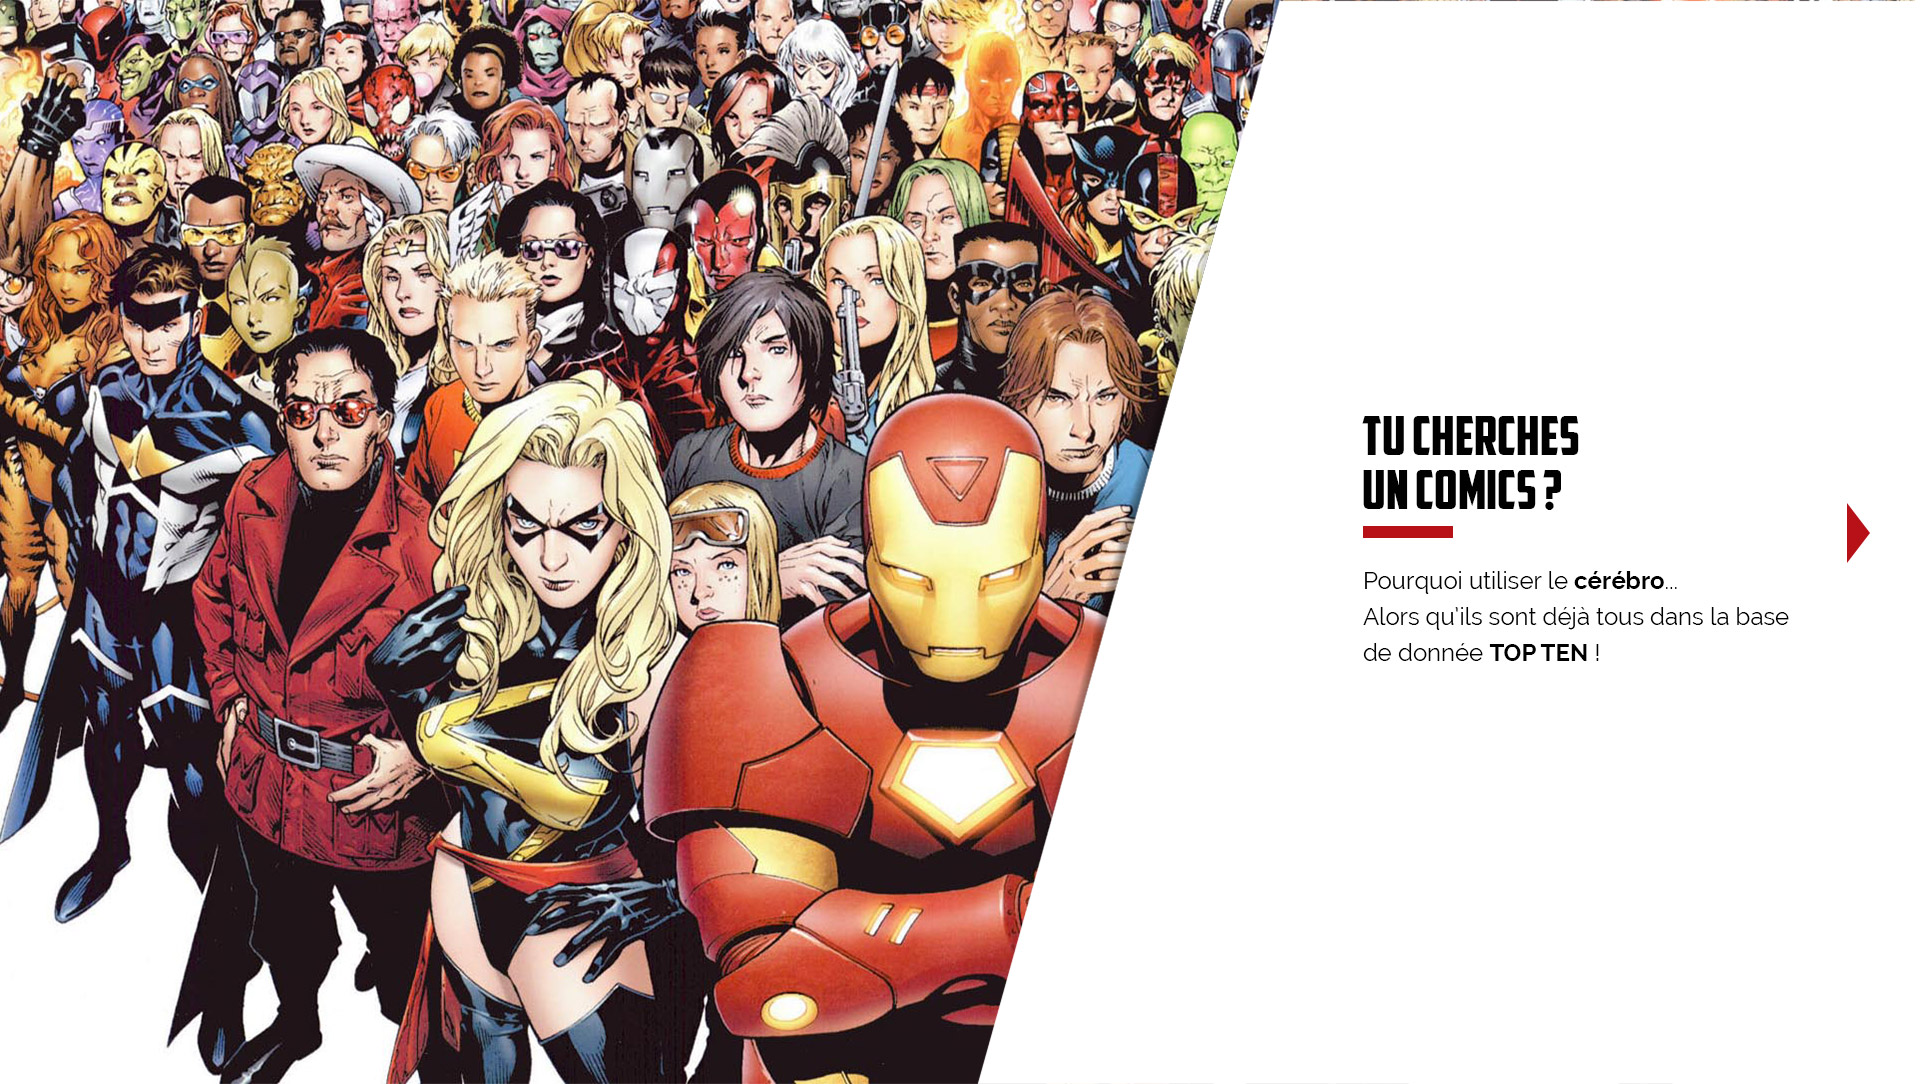 TU CHERCHES
UN COMICS ?
Pourquoi utiliser le cérébro...
Alors qu'ils sont déjà tous dans la base
de donnée TOP TEN !